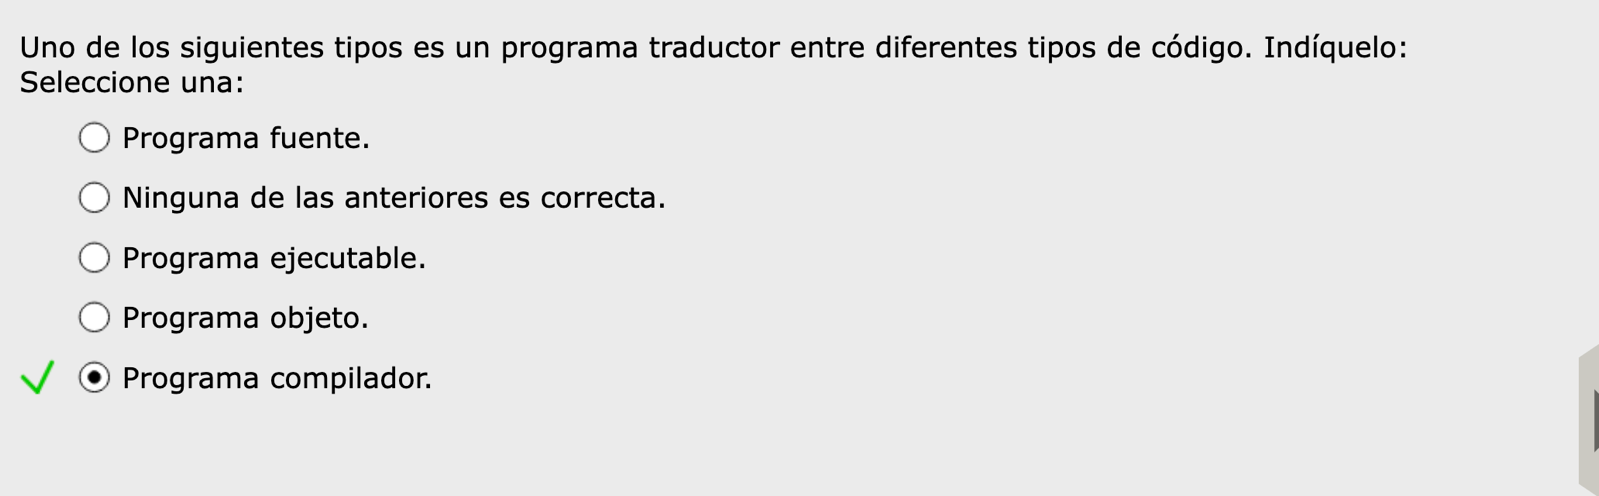 Uno de los siguientes tipos es un programa traductor entre diferentes tipos de código. Indíquelo:
Seleccione una:
Programa fuente.
Ninguna de las anteriores es correcta.
Programa ejecutable.
Programa objeto.
Programa compilador.